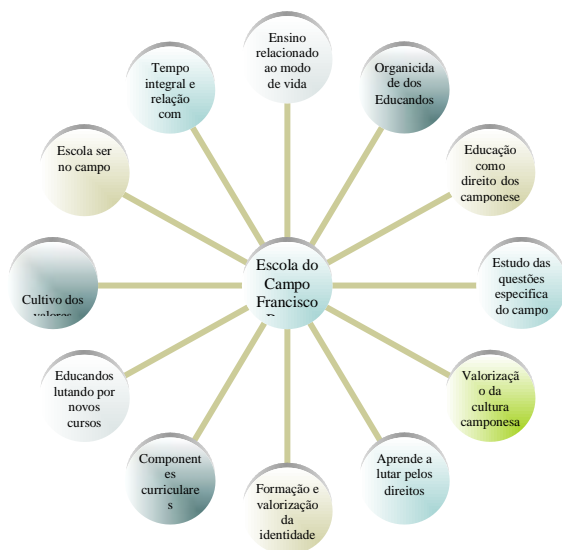 Ensino
relacionado
ao modo
de vida
Organicida
de dos
Educandos
Educação
como
direito dos
camponese
Estudo das
questões
especifica
do campo
Valorizaçã
o da
cultura
camponesa
Aprende a
lutar pelos
direitos
Formação e
valorização
da
identidade
Component
es
curriculare
s
Educandos
lutando por
novos
cursos
Cultivo dos
valores
Escola ser
no campo
Tempo
integral e
relação
com
Escola do
Campo
Francisco